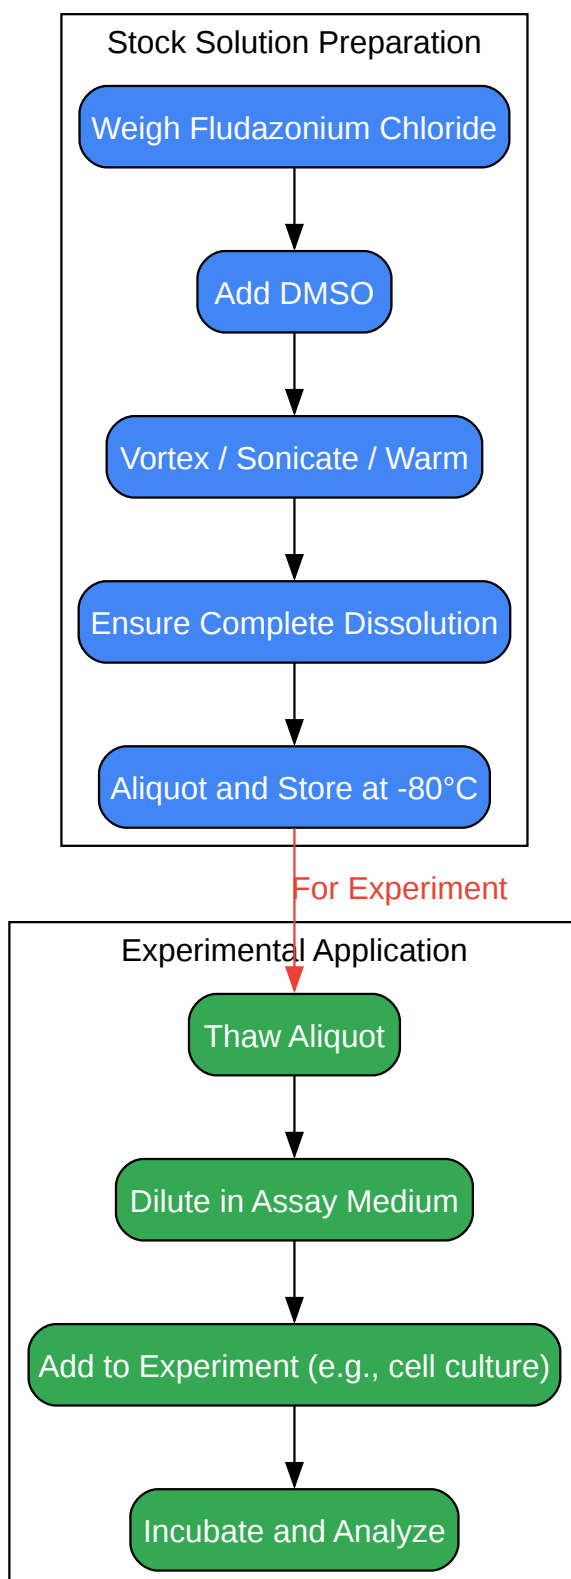 Stock Solution Preparation
Weigh Fludazonium Chloride
Add DMSO
Vortex / Sonicate / Warm
Ensure Complete Dissolution
Aliquot and Store at -80°C
For Experiment
Experimental Application
Thaw Aliquot
Dilute in Assay Medium
Add to Experiment (e.g., cell culture)
Incubate and Analyze